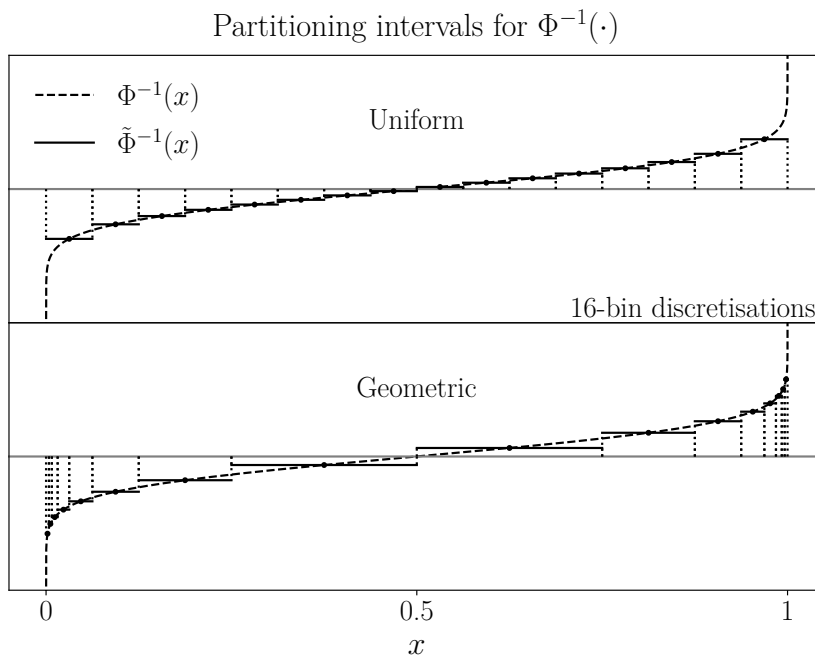 Partitioning intervals for Φ⁻¹(·)
Φ⁻¹(x)
Φ̃⁻¹(x)
Uniform
16-bin discretisations
Geometric
0 0.5 1
x